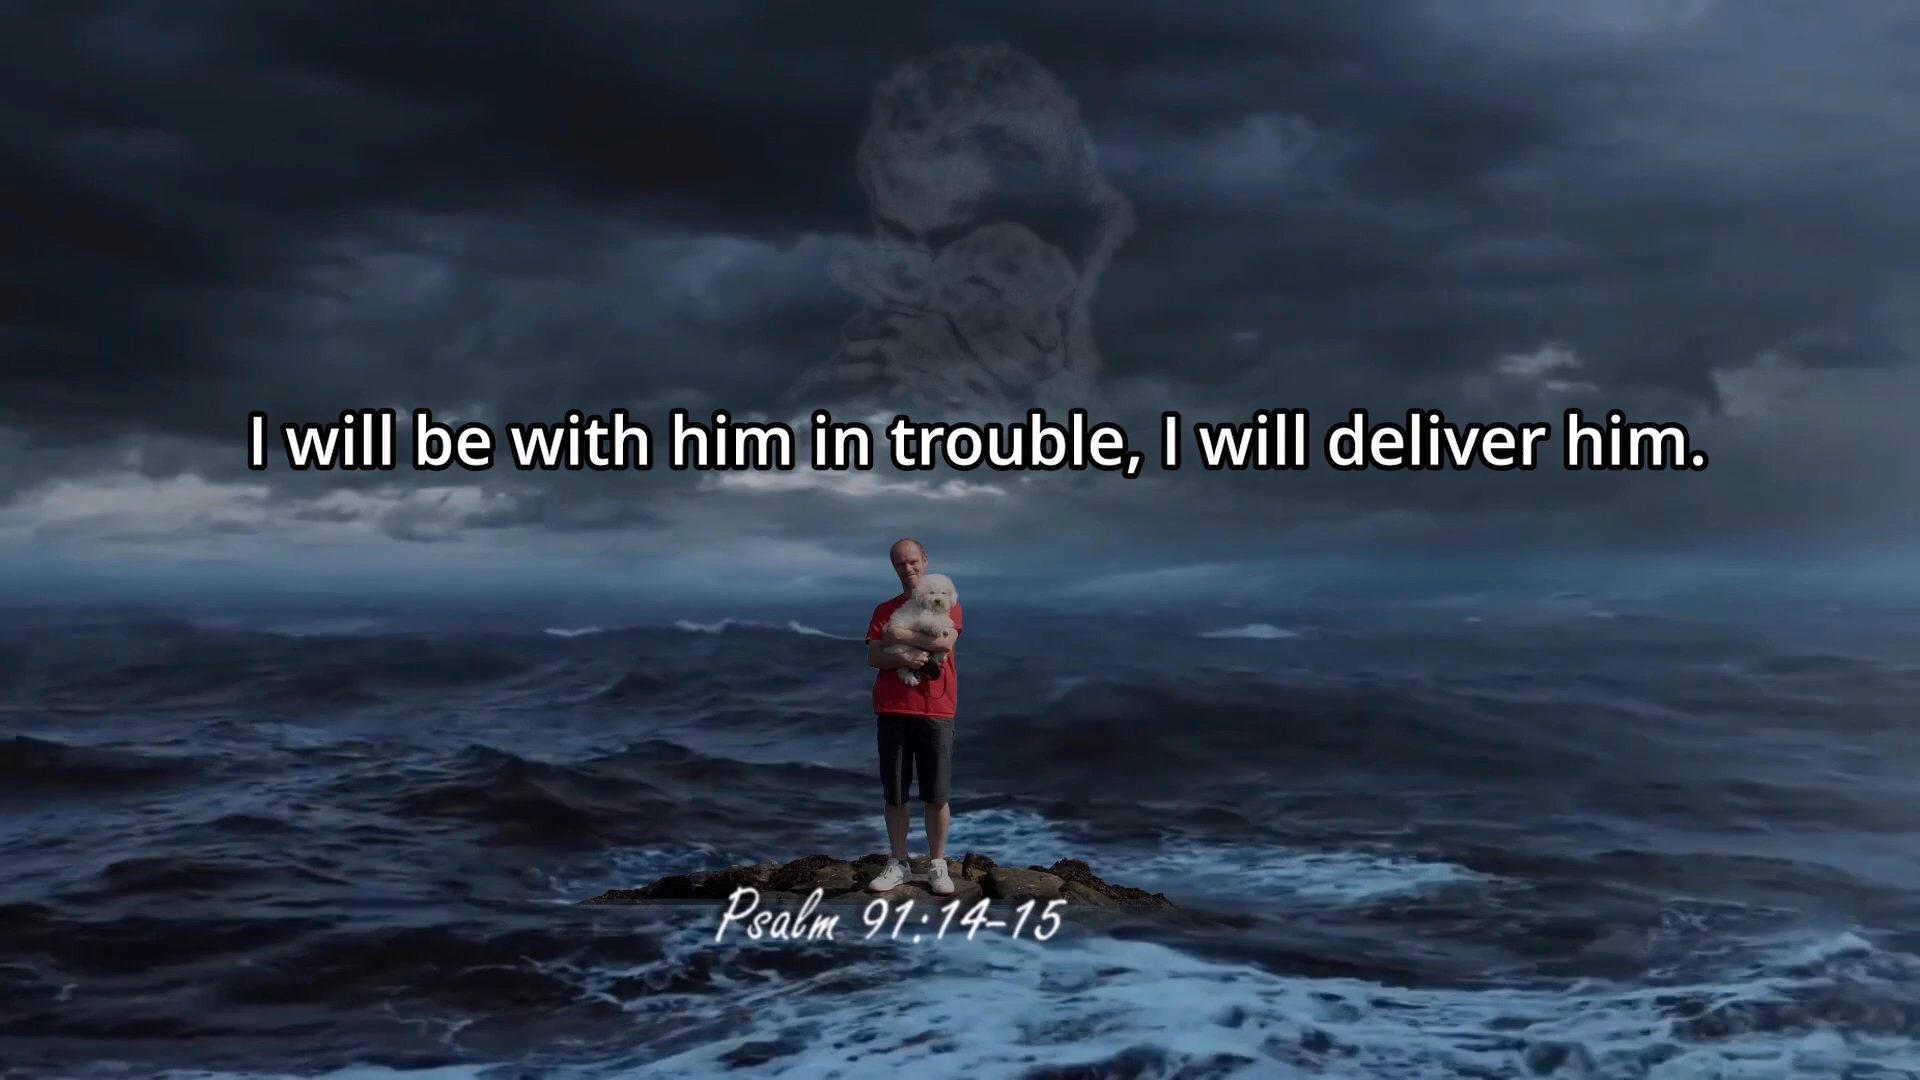 I will be with him in trouble, I will deliver him.
Psalm 91:14-15